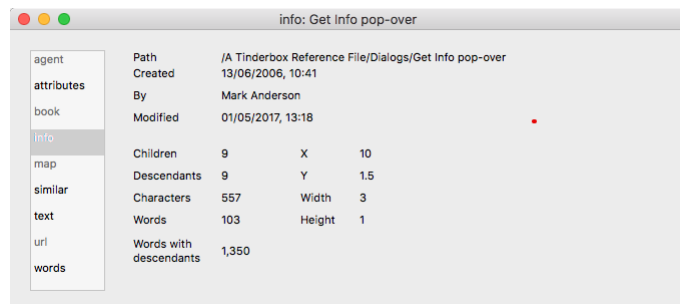 info: Get Info pop-over
agent
attributes
book
info
map
similar
text
url
words
Path /A Tinderbox Reference File/Dialogs/Get Info pop-over
Created 13/06/2006, 10:41
By Mark Anderson
Modified 01/05/2017, 13:18
Children 9 X 10
Descendants 9 Y 1.5
Characters 557 Width 3
Words 103 Height 1
Words with
descendants 1,350